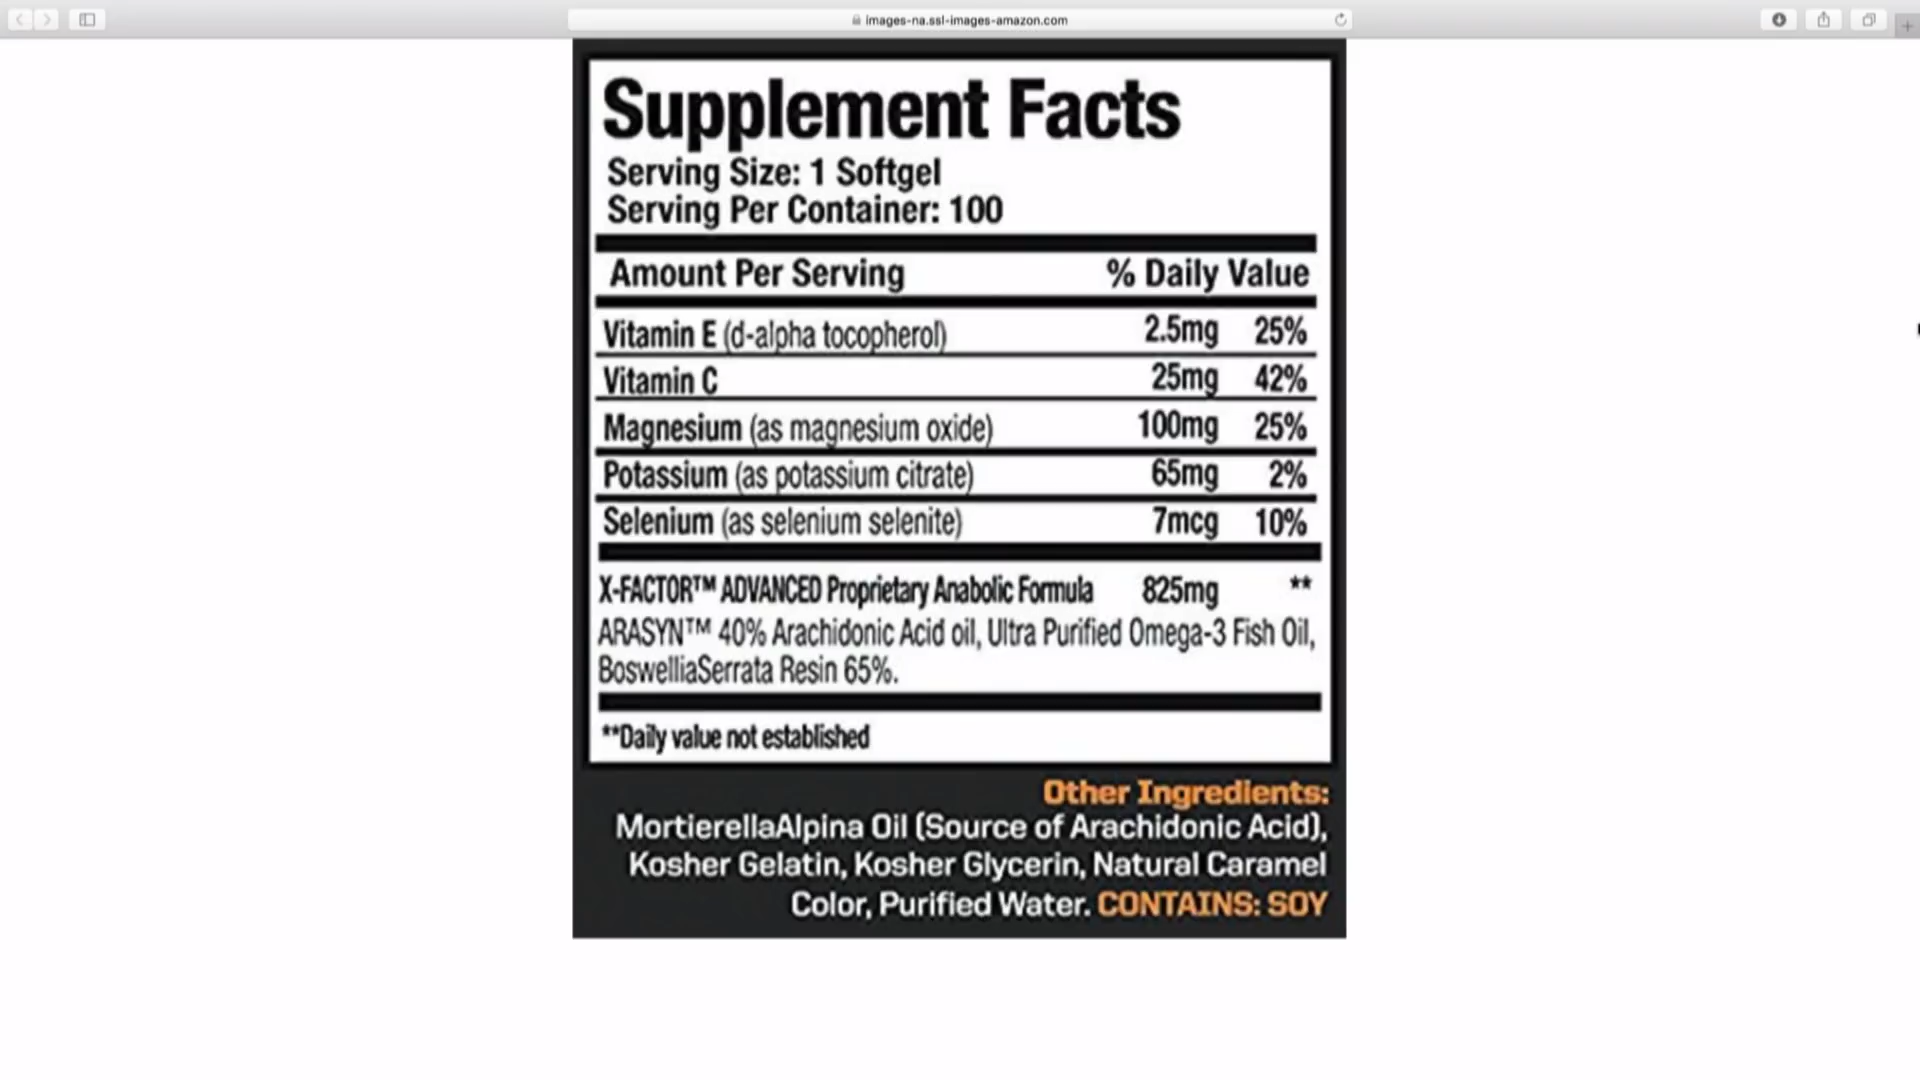 images-na.ssl-images-amazon.com
Supplement Facts
Serving Size: 1 Softgel
Serving Per Container: 100
Amount Per Serving % Daily Value
Vitamin E (d-alpha tocopherol) 2.5mg 25%
Vitamin C 25mg 42%
Magnesium (as magnesium oxide) 100mg 25%
Potassium (as potassium citrate) 65mg 2%
Selenium (as selenium selenite) 7mcg 10%
X-FACTOR™ ADVANCED Proprietary Anabolic Formula 825mg **
ARASYN™ 40% Arachidonic Acid oil, Ultra Purified Omega-3 Fish Oil,
BoswelliaSerrata Resin 65%.
**Daily value not established
Other Ingredients:
MortierellaAlpina Oil (Source of Arachidonic Acid),
Kosher Gelatin, Kosher Glycerin, Natural Caramel
Color, Purified Water. CONTAINS: SOY